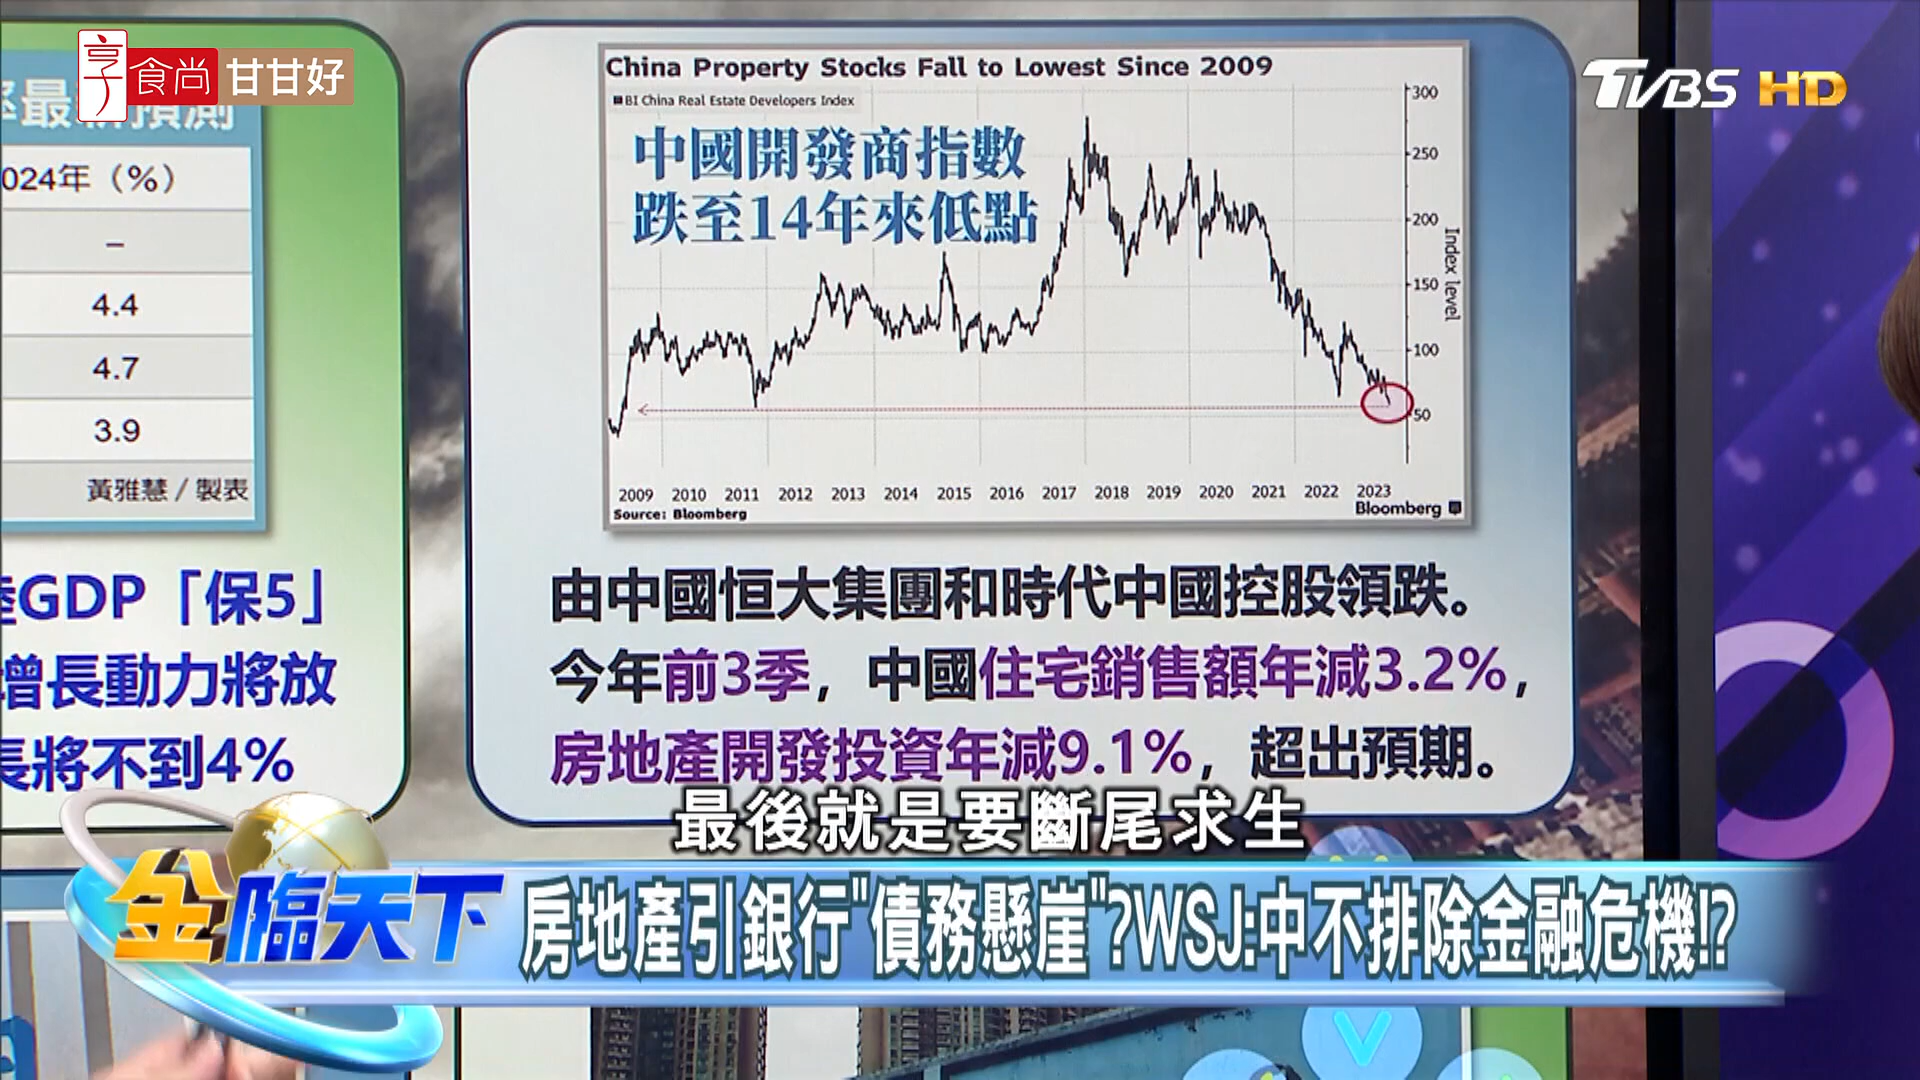 享
食尚
甘甘好
TVBS HD
率最新預測
2024年（%）
–
4.4
4.7
3.9
黃雅慧/製表
GDP「保5」
增長動力將放
長將不到4%
China Property Stocks Fall to Lowest Since 2009
BI China Real Estate Developers Index
中國開發商指數
跌至14年來低點
300
250
200
150
100
50
Index level
2009 2010 2011 2012 2013 2014 2015 2016 2017 2018 2019 2020 2021 2022 2023
Source: Bloomberg
Bloomberg
由中國恒大集團和時代中國控股領跌。
今年前3季，中國住宅銷售額年減3.2%，
房地產開發投資年減9.1%，超出預期。
最後就是要斷尾求生
金臨天下
房地產引銀行"債務懸崖"?WSJ:中不排除金融危機!?